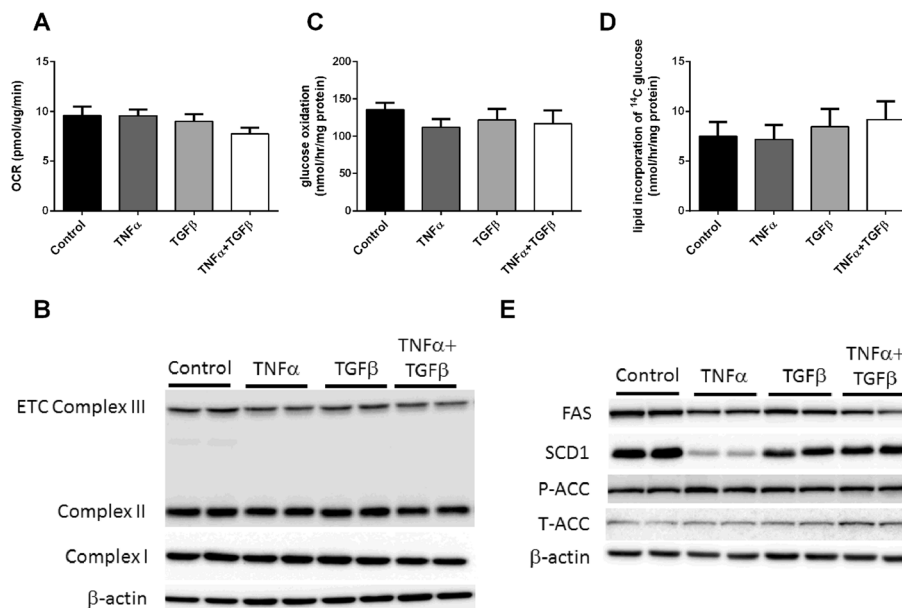 A
OCR (pmol/ug/min)
15
10
5
0
Control
TNFα
TGFβ
TNFα+TGFβ
C
glucose oxidation
(nmol/hr/mg protein)
200
150
100
50
0
Control
TNFα
TGFβ
TNFα+TGFβ
D
lipid incorporation of ¹⁴C glucose
(nmol/hr/mg protein)
15
10
5
0
Control
TNFα
TGFβ
TNFα+TGFβ
B
Control
TNFα
TGFβ
TNFα+
TGFβ
ETC Complex III
Complex II
Complex I
β-actin
E
Control
TNFα
TGFβ
TNFα+
TGFβ
FAS
SCD1
P-ACC
T-ACC
β-actin